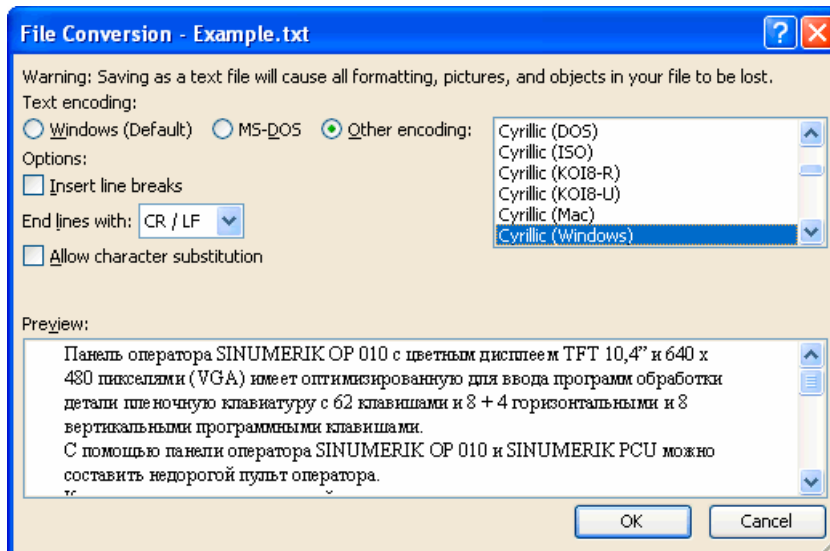 File Conversion - Example.txt
Warning: Saving as a text file will cause all formatting, pictures, and objects in your file to be lost.
Text encoding:
Windows (Default) MS-DOS Other encoding:
Cyrillic (DOS)
Cyrillic (ISO)
Cyrillic (KOI8-R)
Cyrillic (KOI8-U)
Cyrillic (Mac)
Cyrillic (Windows)
Options:
Insert line breaks
End lines with: CR / LF
Allow character substitution
Preview:
Панель оператора SINUMERIK OP 010 с цветным дисплеем TFT 10,4” и 640 x
480 пикселями (VGA) имеет оптимизированную для ввода программ обработки
детали пленочную клавиатуру с 62 клавишами и 8 + 4 горизонтальными и 8
вертикальными программными клавишами.
С помощью панели оператора SINUMERIK OP 010 и SINUMERIK PCU можно
составить недорогой пульт оператора.
OK Cancel